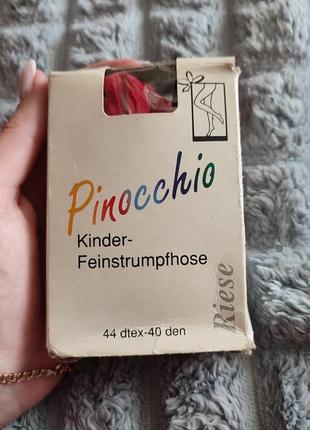 Pinocchio
Kinder-
Feinstrumpfhose
44 dtex-40 den
Riese